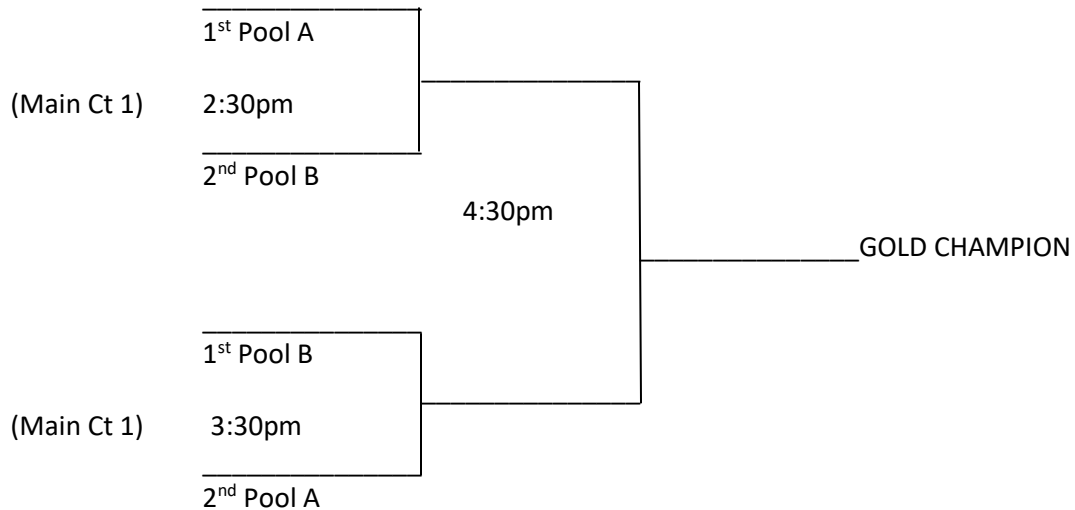 1st Pool A
(Main Ct 1) 2:30pm
2nd Pool B
4:30pm
GOLD CHAMPION
1st Pool B
(Main Ct 1) 3:30pm
2nd Pool A